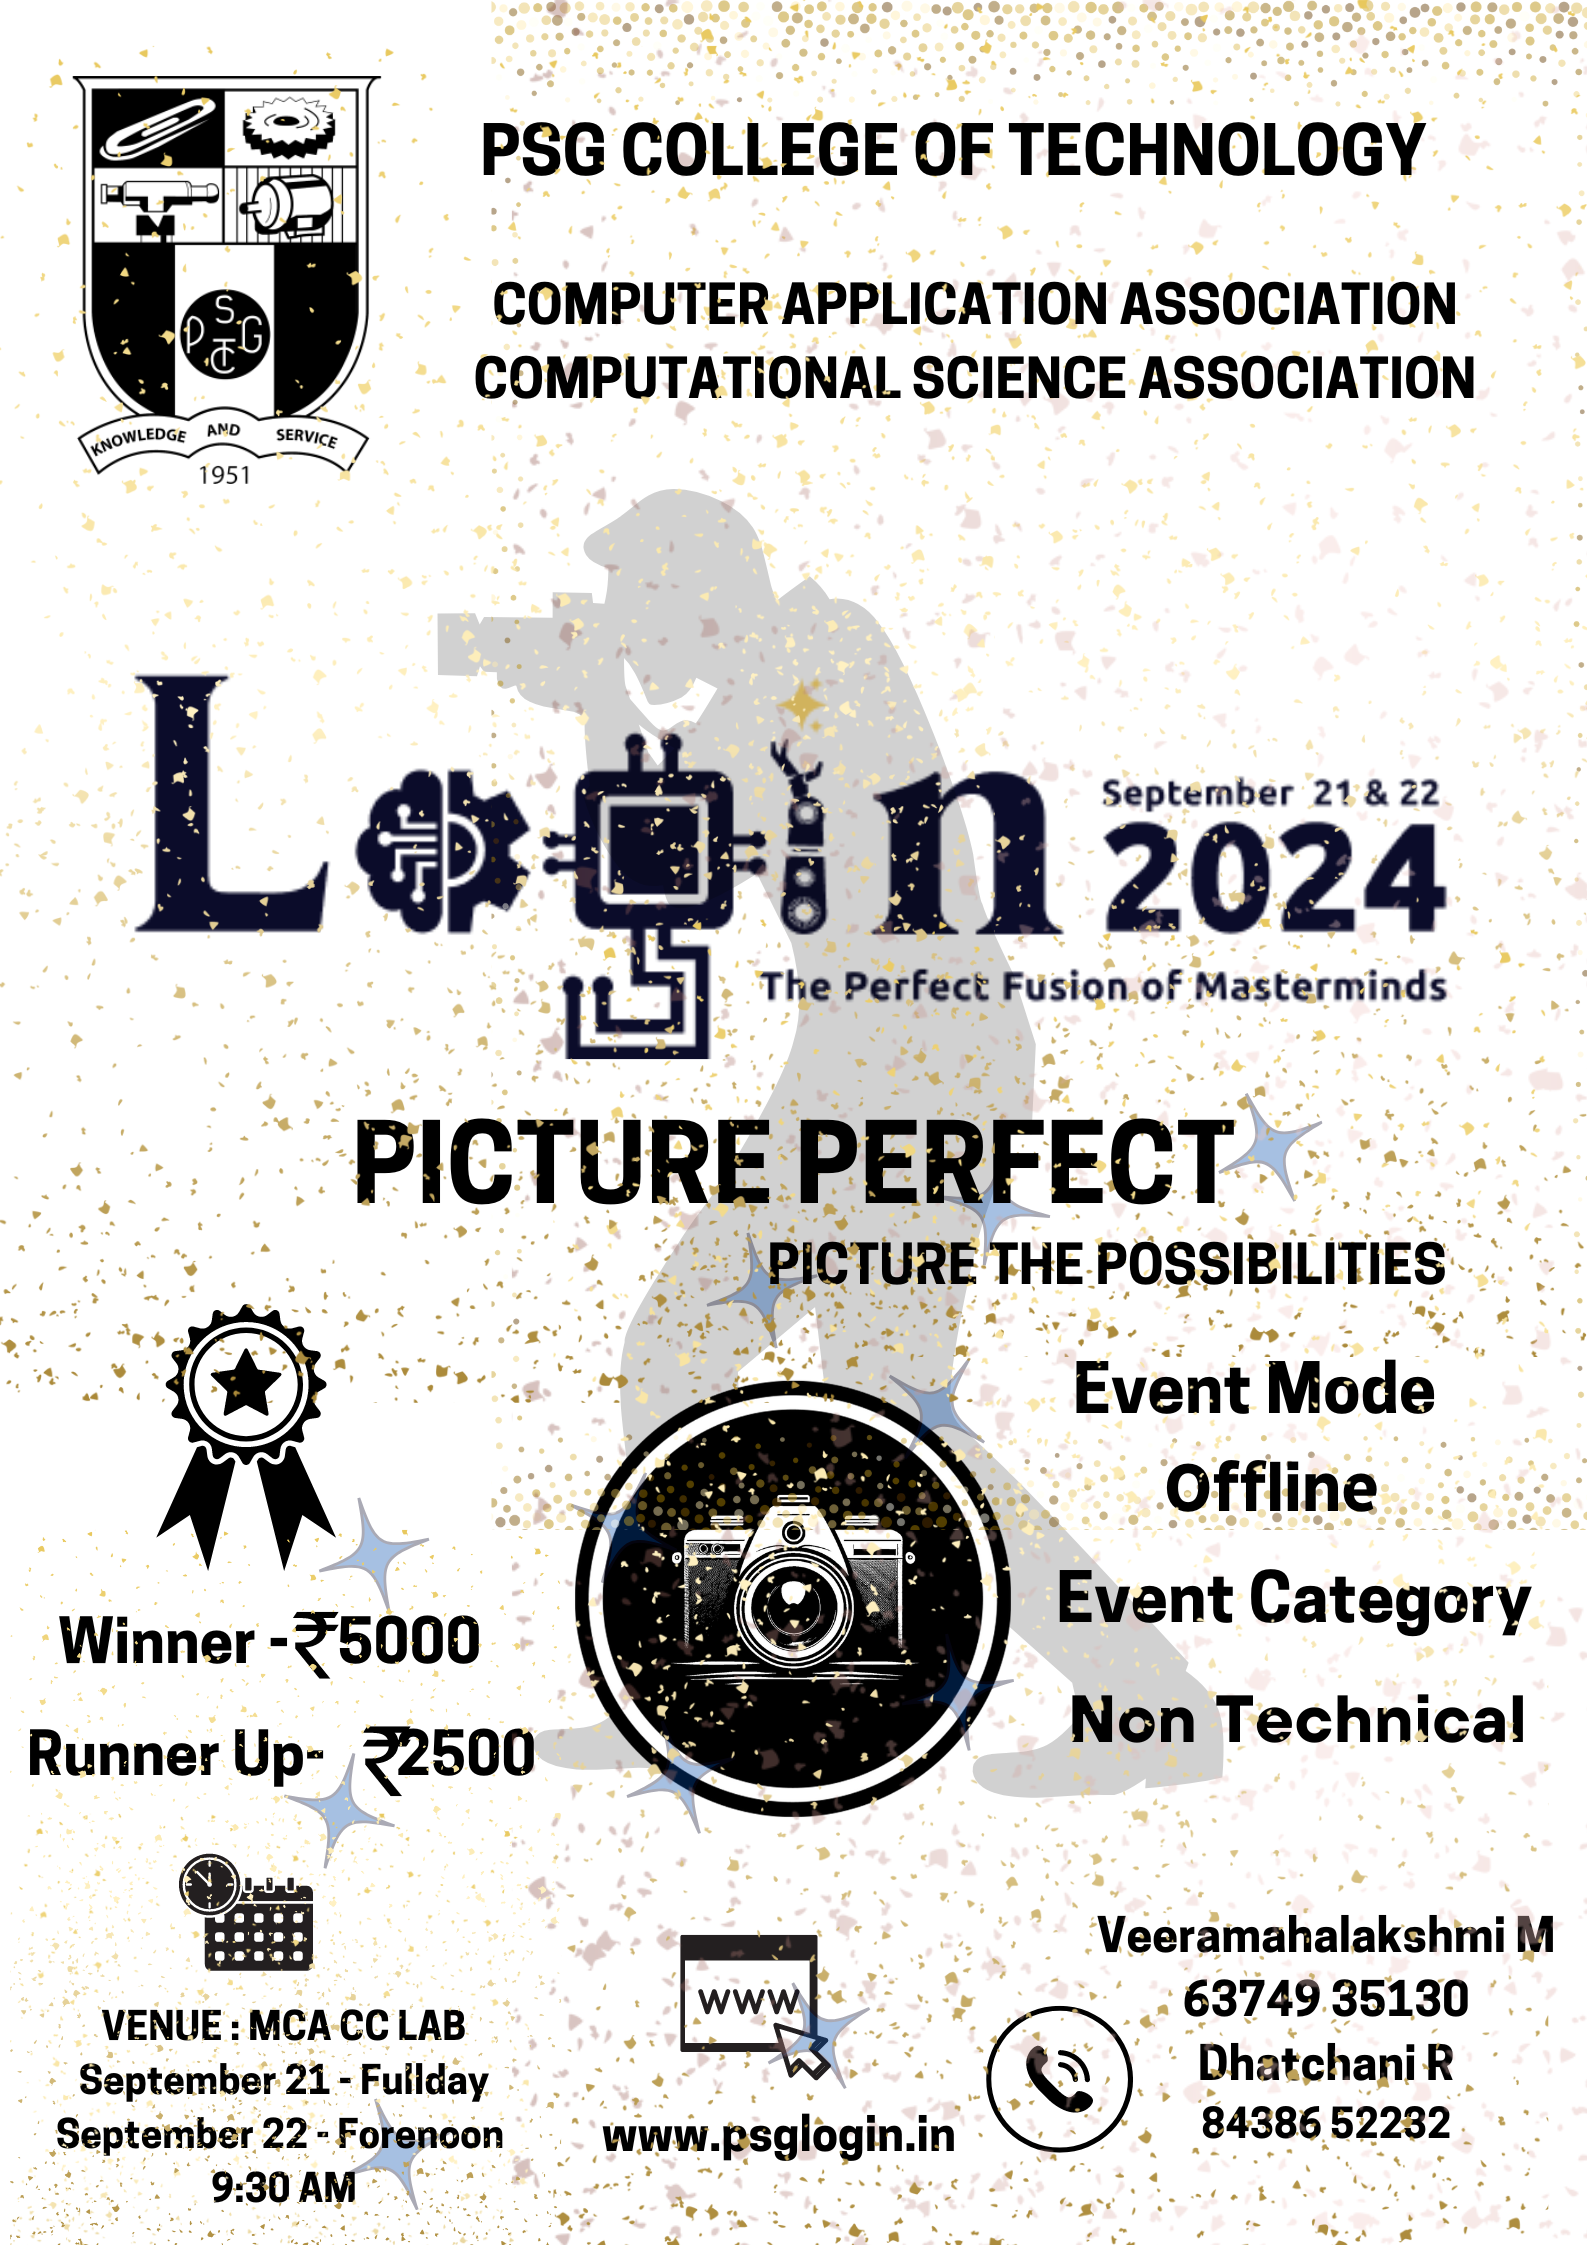 PSG COLLEGE OF TECHNOLOGY
COMPUTER APPLICATION ASSOCIATION
COMPUTATIONAL SCIENCE ASSOCIATION
P S G
C T
KNOWLEDGE AND SERVICE
1951
Login
September 21 & 22
2024
The Perfect Fusion of Masterminds
PICTURE PERFECT
PICTURE THE POSSIBILITIES
Event Mode
Offline
Event Category
Non Technical
Winner -₹5000
Runner Up- ₹2500
VENUE : MCA CC LAB
September 21 - Fullday
September 22 - Forenoon
9:30 AM
WWW
www.psglogin.in
Veeramahalakshmi M
63749 35130
Dhatchani R
84386 52232